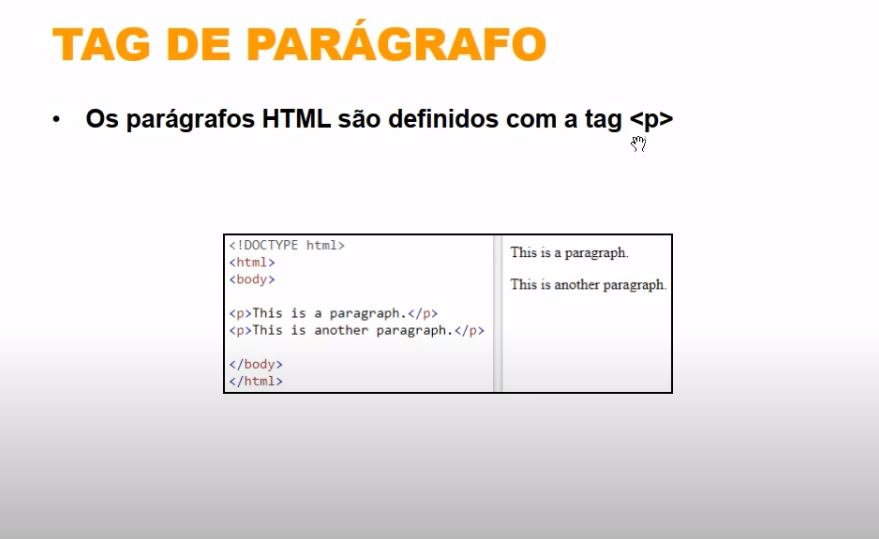 TAG DE PARÁGRAFO
• Os parágrafos HTML são definidos com a tag <p>
<!DOCTYPE html>
<html>
<body>
<p>This is a paragraph.</p>
<p>This is another paragraph.</p>
</body>
</html>
This is a paragraph.
This is another paragraph.